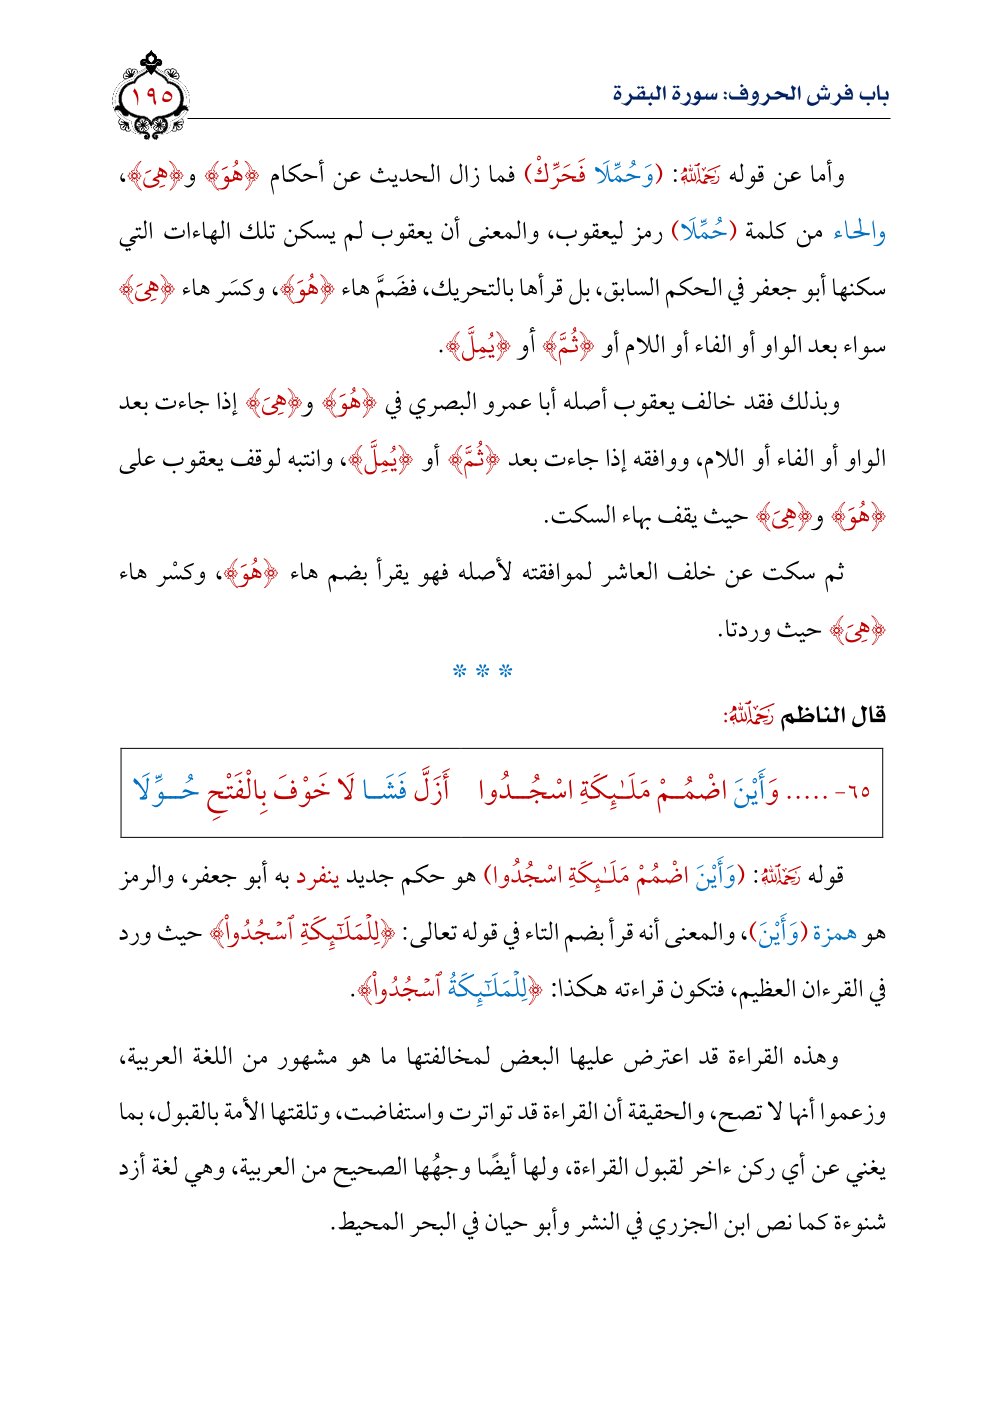 باب فرش الحروف: سورة البقرة
١٩٥
وأما عن قوله رَحِمَهُ ٱللَّهُ: (وَحُمِّلَا فَحَرِّكْ) فما زال الحديث عن أحكام ﴿هُوَ﴾ و﴿هِيَ﴾،
والحاء من كلمة (حُمِّلَا) رمز ليعقوب، والمعنى أن يعقوب لم يسكن تلك الهاءات التي
سكنها أبو جعفر في الحكم السابق، بل قرأها بالتحريك، فضَمَّ هاء ﴿هُوَ﴾، وكسَر هاء ﴿هِيَ﴾
سواء بعد الواو أو الفاء أو اللام أو ﴿ثُمَّ﴾ أو ﴿يُمِلَّ﴾.
وبذلك فقد خالف يعقوب أصله أبا عمرو البصري في ﴿هُوَ﴾ و﴿هِيَ﴾ إذا جاءت بعد
الواو أو الفاء أو اللام، ووافقه إذا جاءت بعد ﴿ثُمَّ﴾ أو ﴿يُمِلَّ﴾، وانتبه لوقف يعقوب على
﴿هُوَ﴾ و﴿هِيَ﴾ حيث يقف بهاء السكت.
ثم سكت عن خلف العاشر لموافقته لأصله فهو يقرأ بضم هاء ﴿هُوَ﴾، وكسْر هاء
﴿هِيَ﴾ حيث وردتا.
* * *
قال الناظم رَحِمَهُ ٱللَّهُ:
٦٥- ..... وَأَيْنَ اضْمُـمْ مَلَـٰئِكَةِ اسْجُـدُوا أَزَلَّ فَشَـا لَا خَوْفَ بِالْفَتْحِ حُـوِّلَا
قوله رَحِمَهُ ٱللَّهُ: (وَأَيْنَ اضْمُمْ مَلَـٰئِكَةِ اسْجُدُوا) هو حكم جديد ينفرد به أبو جعفر، والرمز
هو همزة (وَأَيْنَ)، والمعنى أنه قرأ بضم التاء في قوله تعالى: ﴿لِلْمَلَـٰٓئِكَةِ ٱسْجُدُوا۟﴾ حيث ورد
في القرءان العظيم، فتكون قراءته هكذا: ﴿لِلْمَلَـٰٓئِكَةُ ٱسْجُدُوا۟﴾.
وهذه القراءة قد اعترض عليها البعض لمخالفتها ما هو مشهور من اللغة العربية،
وزعموا أنها لا تصح، والحقيقة أن القراءة قد تواترت واستفاضت، وتلقتها الأمة بالقبول، بما
يغني عن أي ركن ءاخر لقبول القراءة، ولها أيضًا وجهُها الصحيح من العربية، وهي لغة أزد
شنوءة كما نص ابن الجزري في النشر وأبو حيان في البحر المحيط.